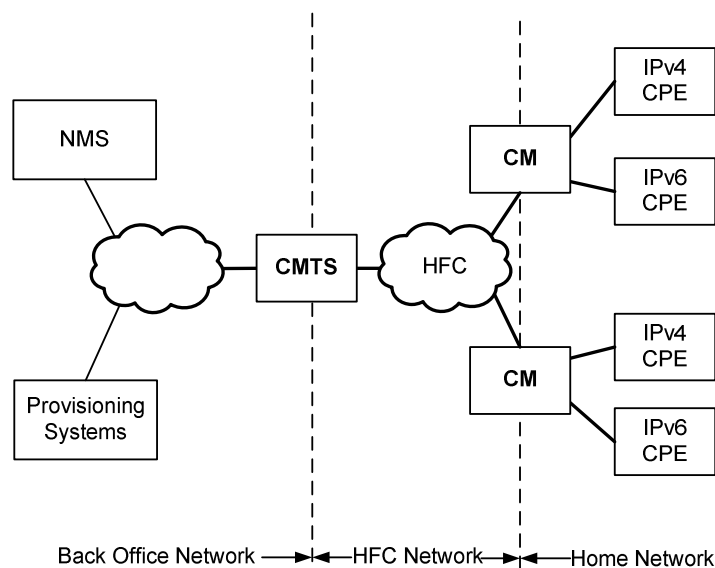 IPv4
CPE
NMS
CM
IPv6
CPE
CMTS
HFC
IPv4
CPE
CM
Provisioning
Systems
IPv6
CPE
Back Office Network
HFC Network
Home Network